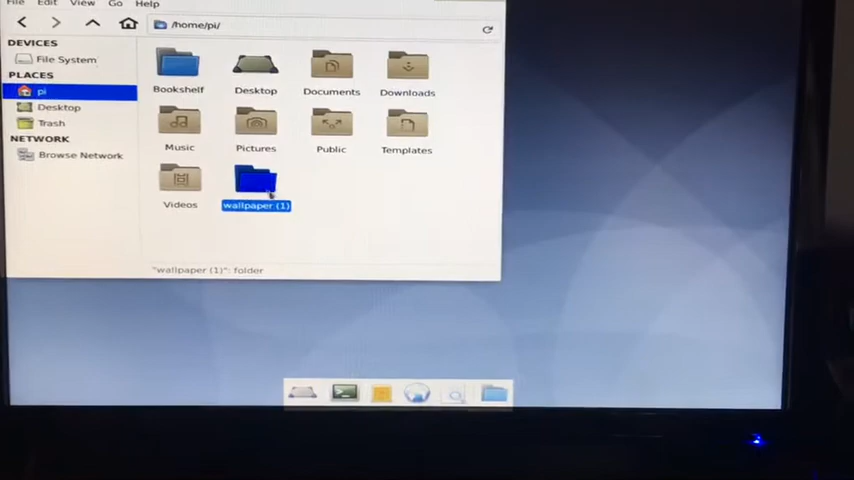 File Edit View Go Help
/home/pi/
DEVICES
File System
PLACES
pi
Desktop
Trash
NETWORK
Browse Network
Bookshelf Desktop Documents Downloads
Music Pictures Public Templates
Videos wallpaper (1)
"wallpaper (1)": folder